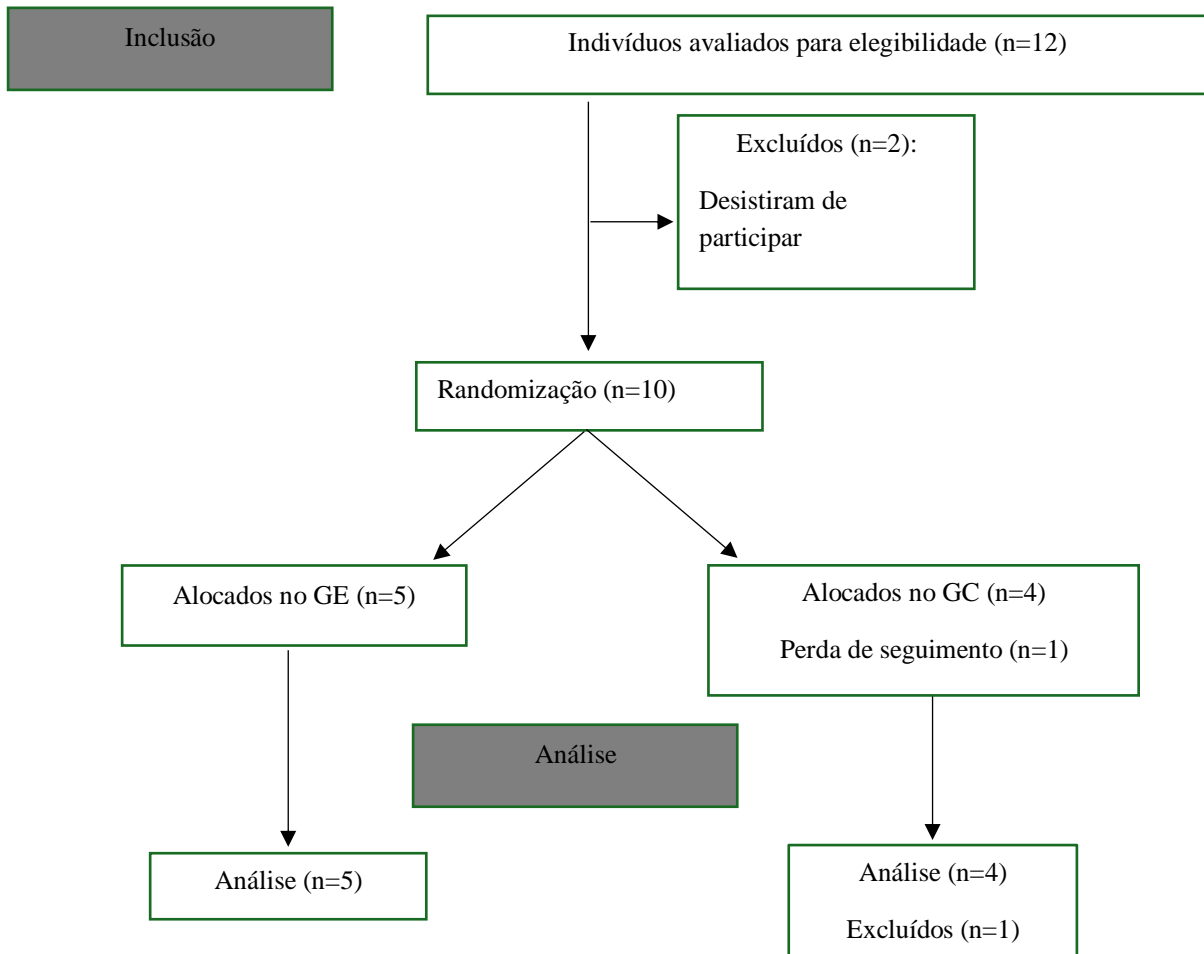 Inclusão
Indivíduos avaliados para elegibilidade (n=12)
Excluídos (n=2):
Desistiram de
participar
Randomização (n=10)
Alocados no GE (n=5)
Alocados no GC (n=4)
Perda de seguimento (n=1)
Análise
Análise (n=5)
Análise (n=4)
Excluídos (n=1)